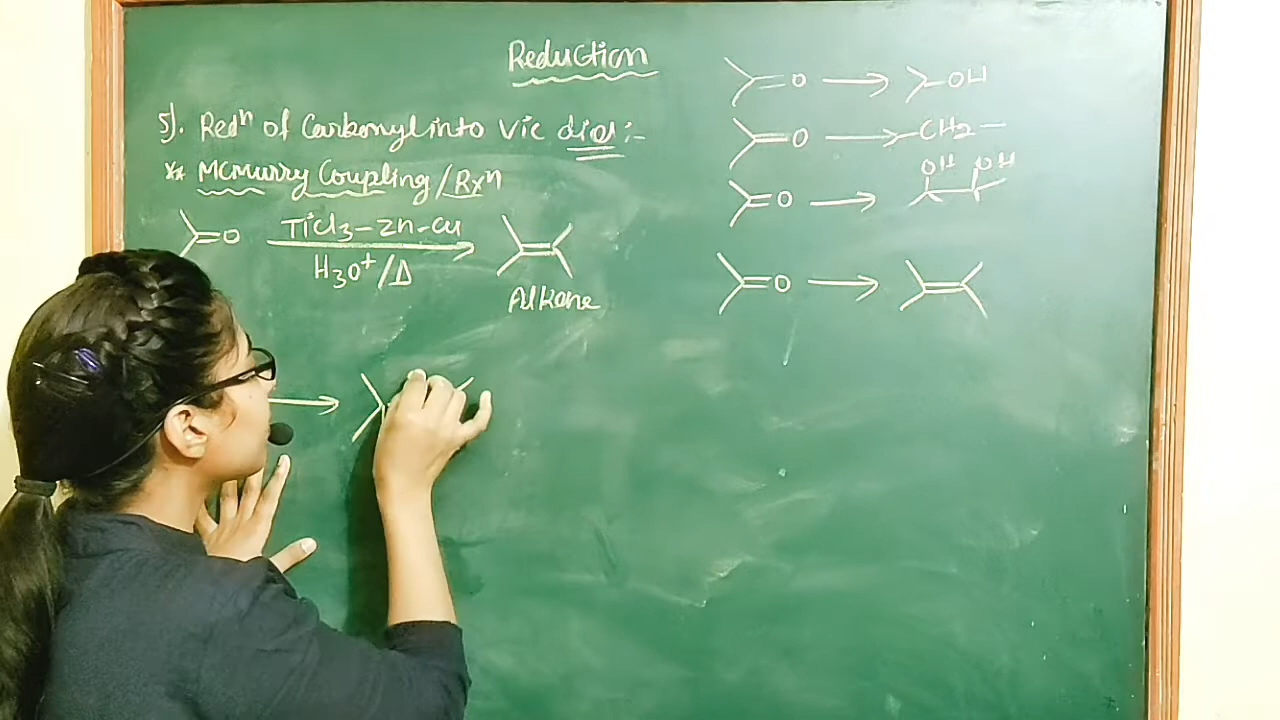 Reduction
5). Redⁿ of Carbonyl into Vic diol :-
** McMurry Coupling / Rxⁿ
=O TiCl3-Zn-Cu
H3O⁺/Δ
Alkene
=O → -OH
=O → -CH2-
OH OH
=O →
=O →